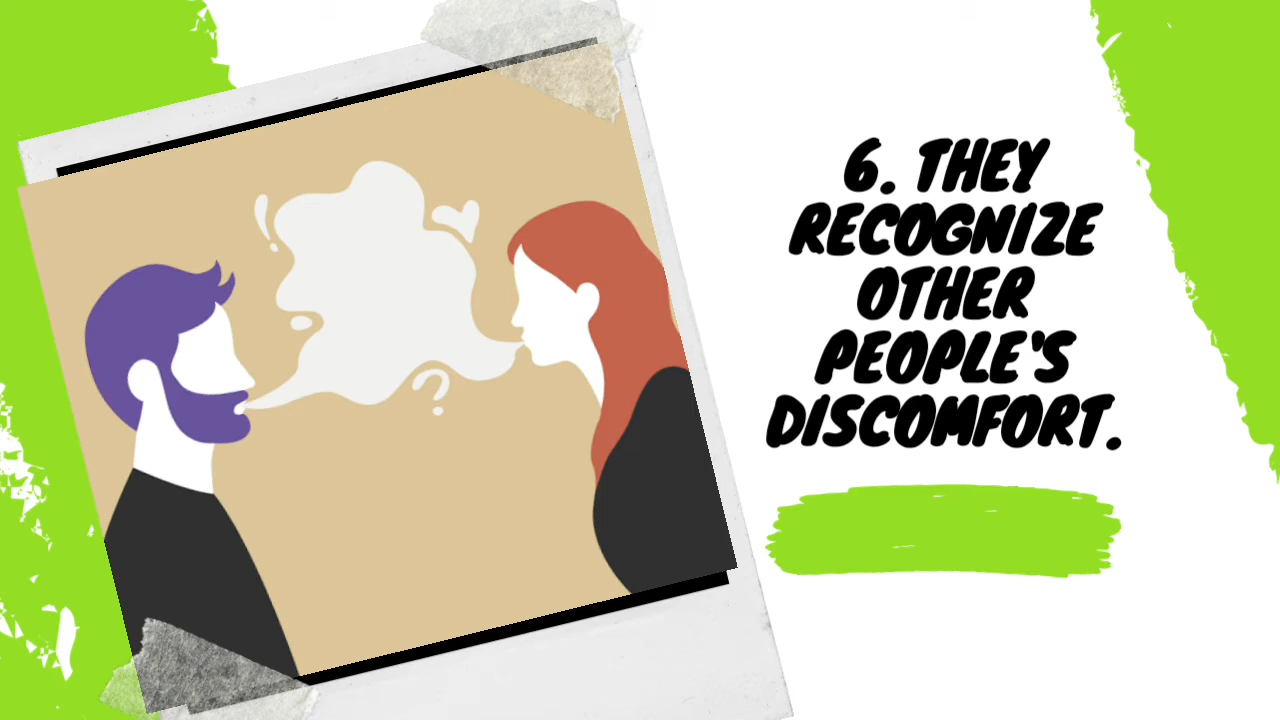 6. THEY
RECOGNIZE
OTHER
PEOPLE'S
DISCOMFORT.
?